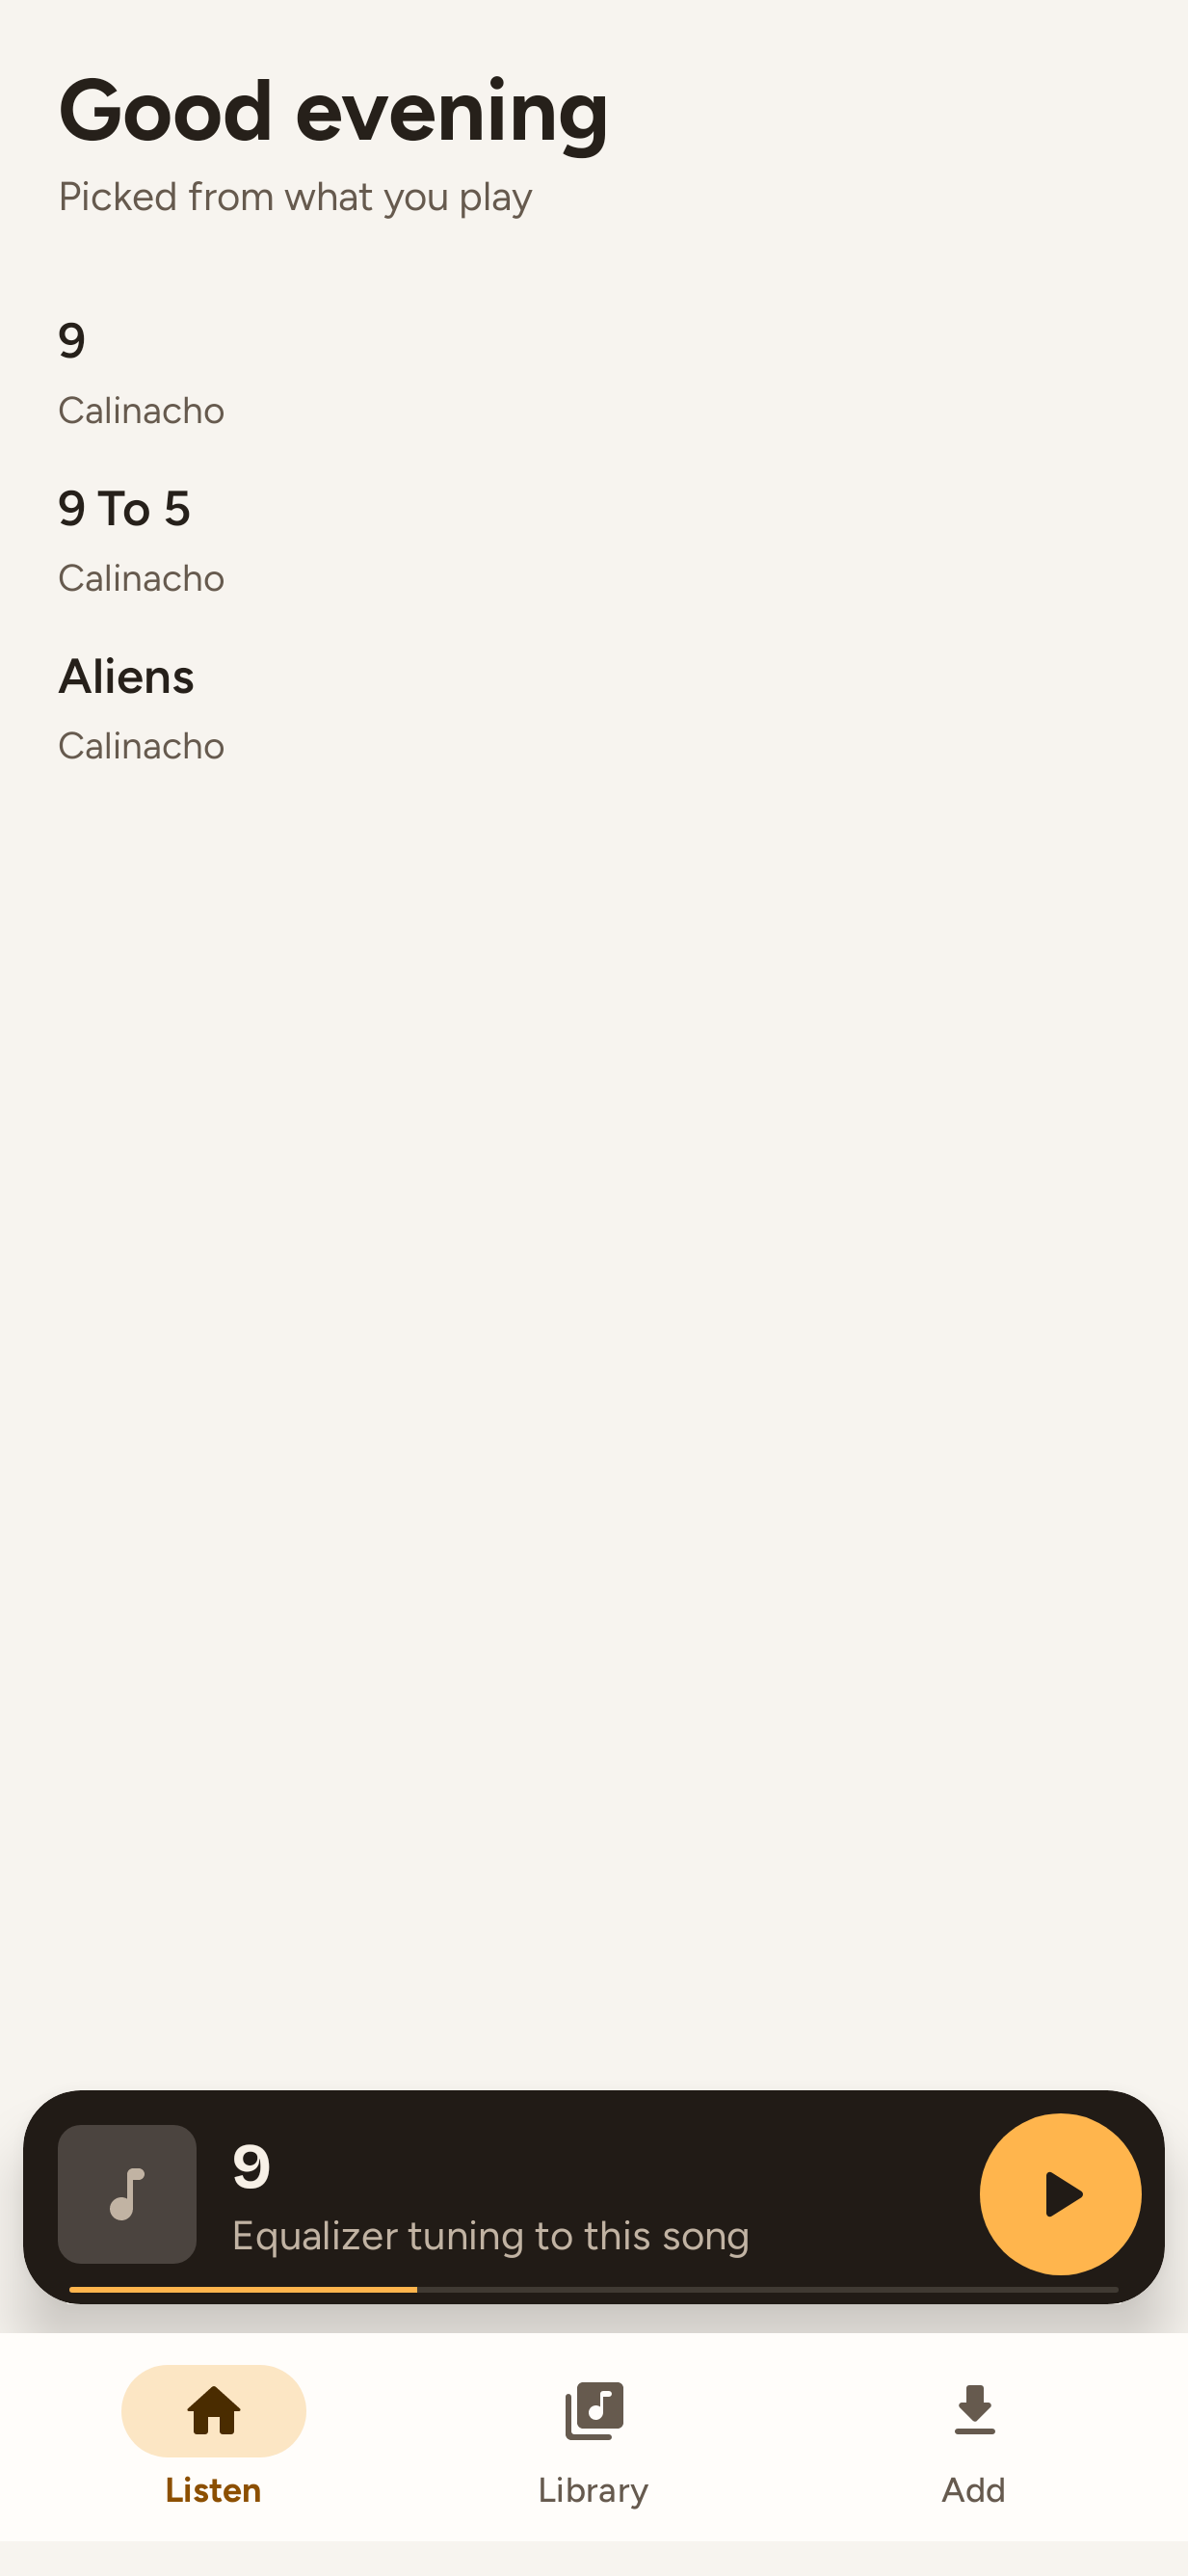 Good evening
Picked from what you play
9
Calinacho
9 To 5
Calinacho
Aliens
Calinacho
9
Equalizer tuning to this song
Listen
Library
Add